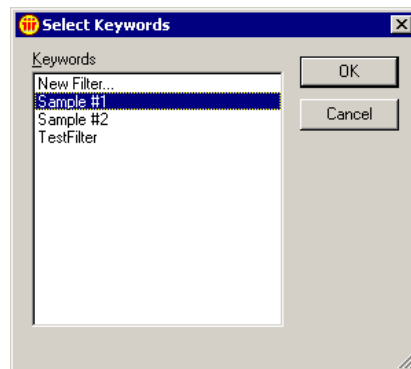 Select Keywords
Keywords
New Filter...
Sample #1
Sample #2
TestFilter
OK
Cancel